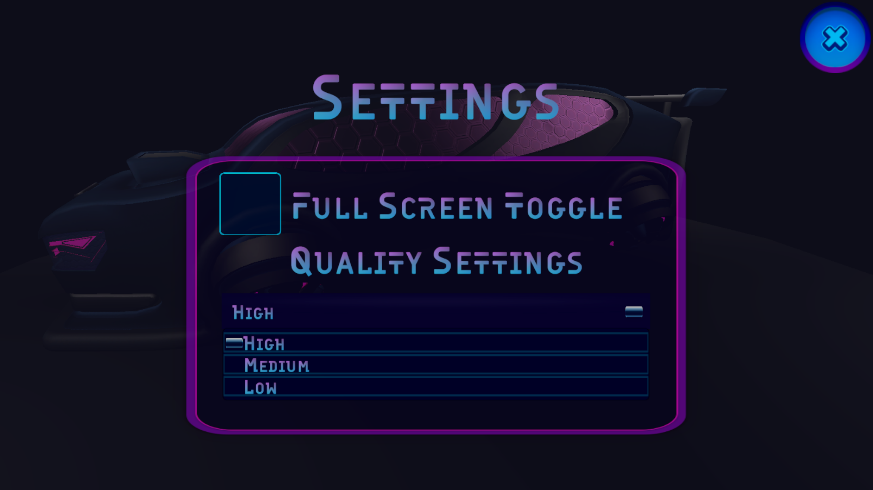 Settings
Full Screen Toggle
Quality Settings
High
High
Medium
Low